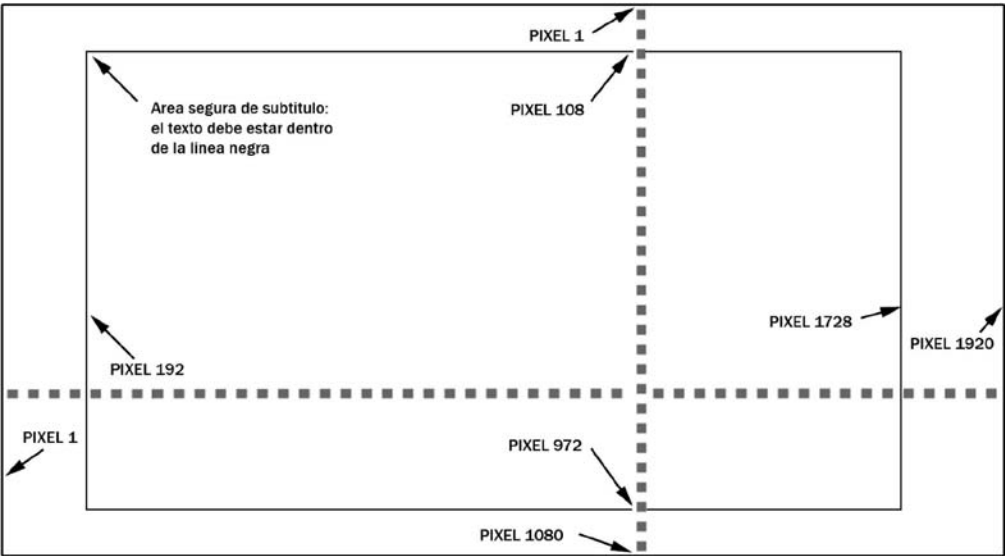 PIXEL 1
PIXEL 108
Area segura de subtitulo:
el texto debe estar dentro
de la linea negra
PIXEL 1728
PIXEL 1920
PIXEL 192
PIXEL 1
PIXEL 972
PIXEL 1080